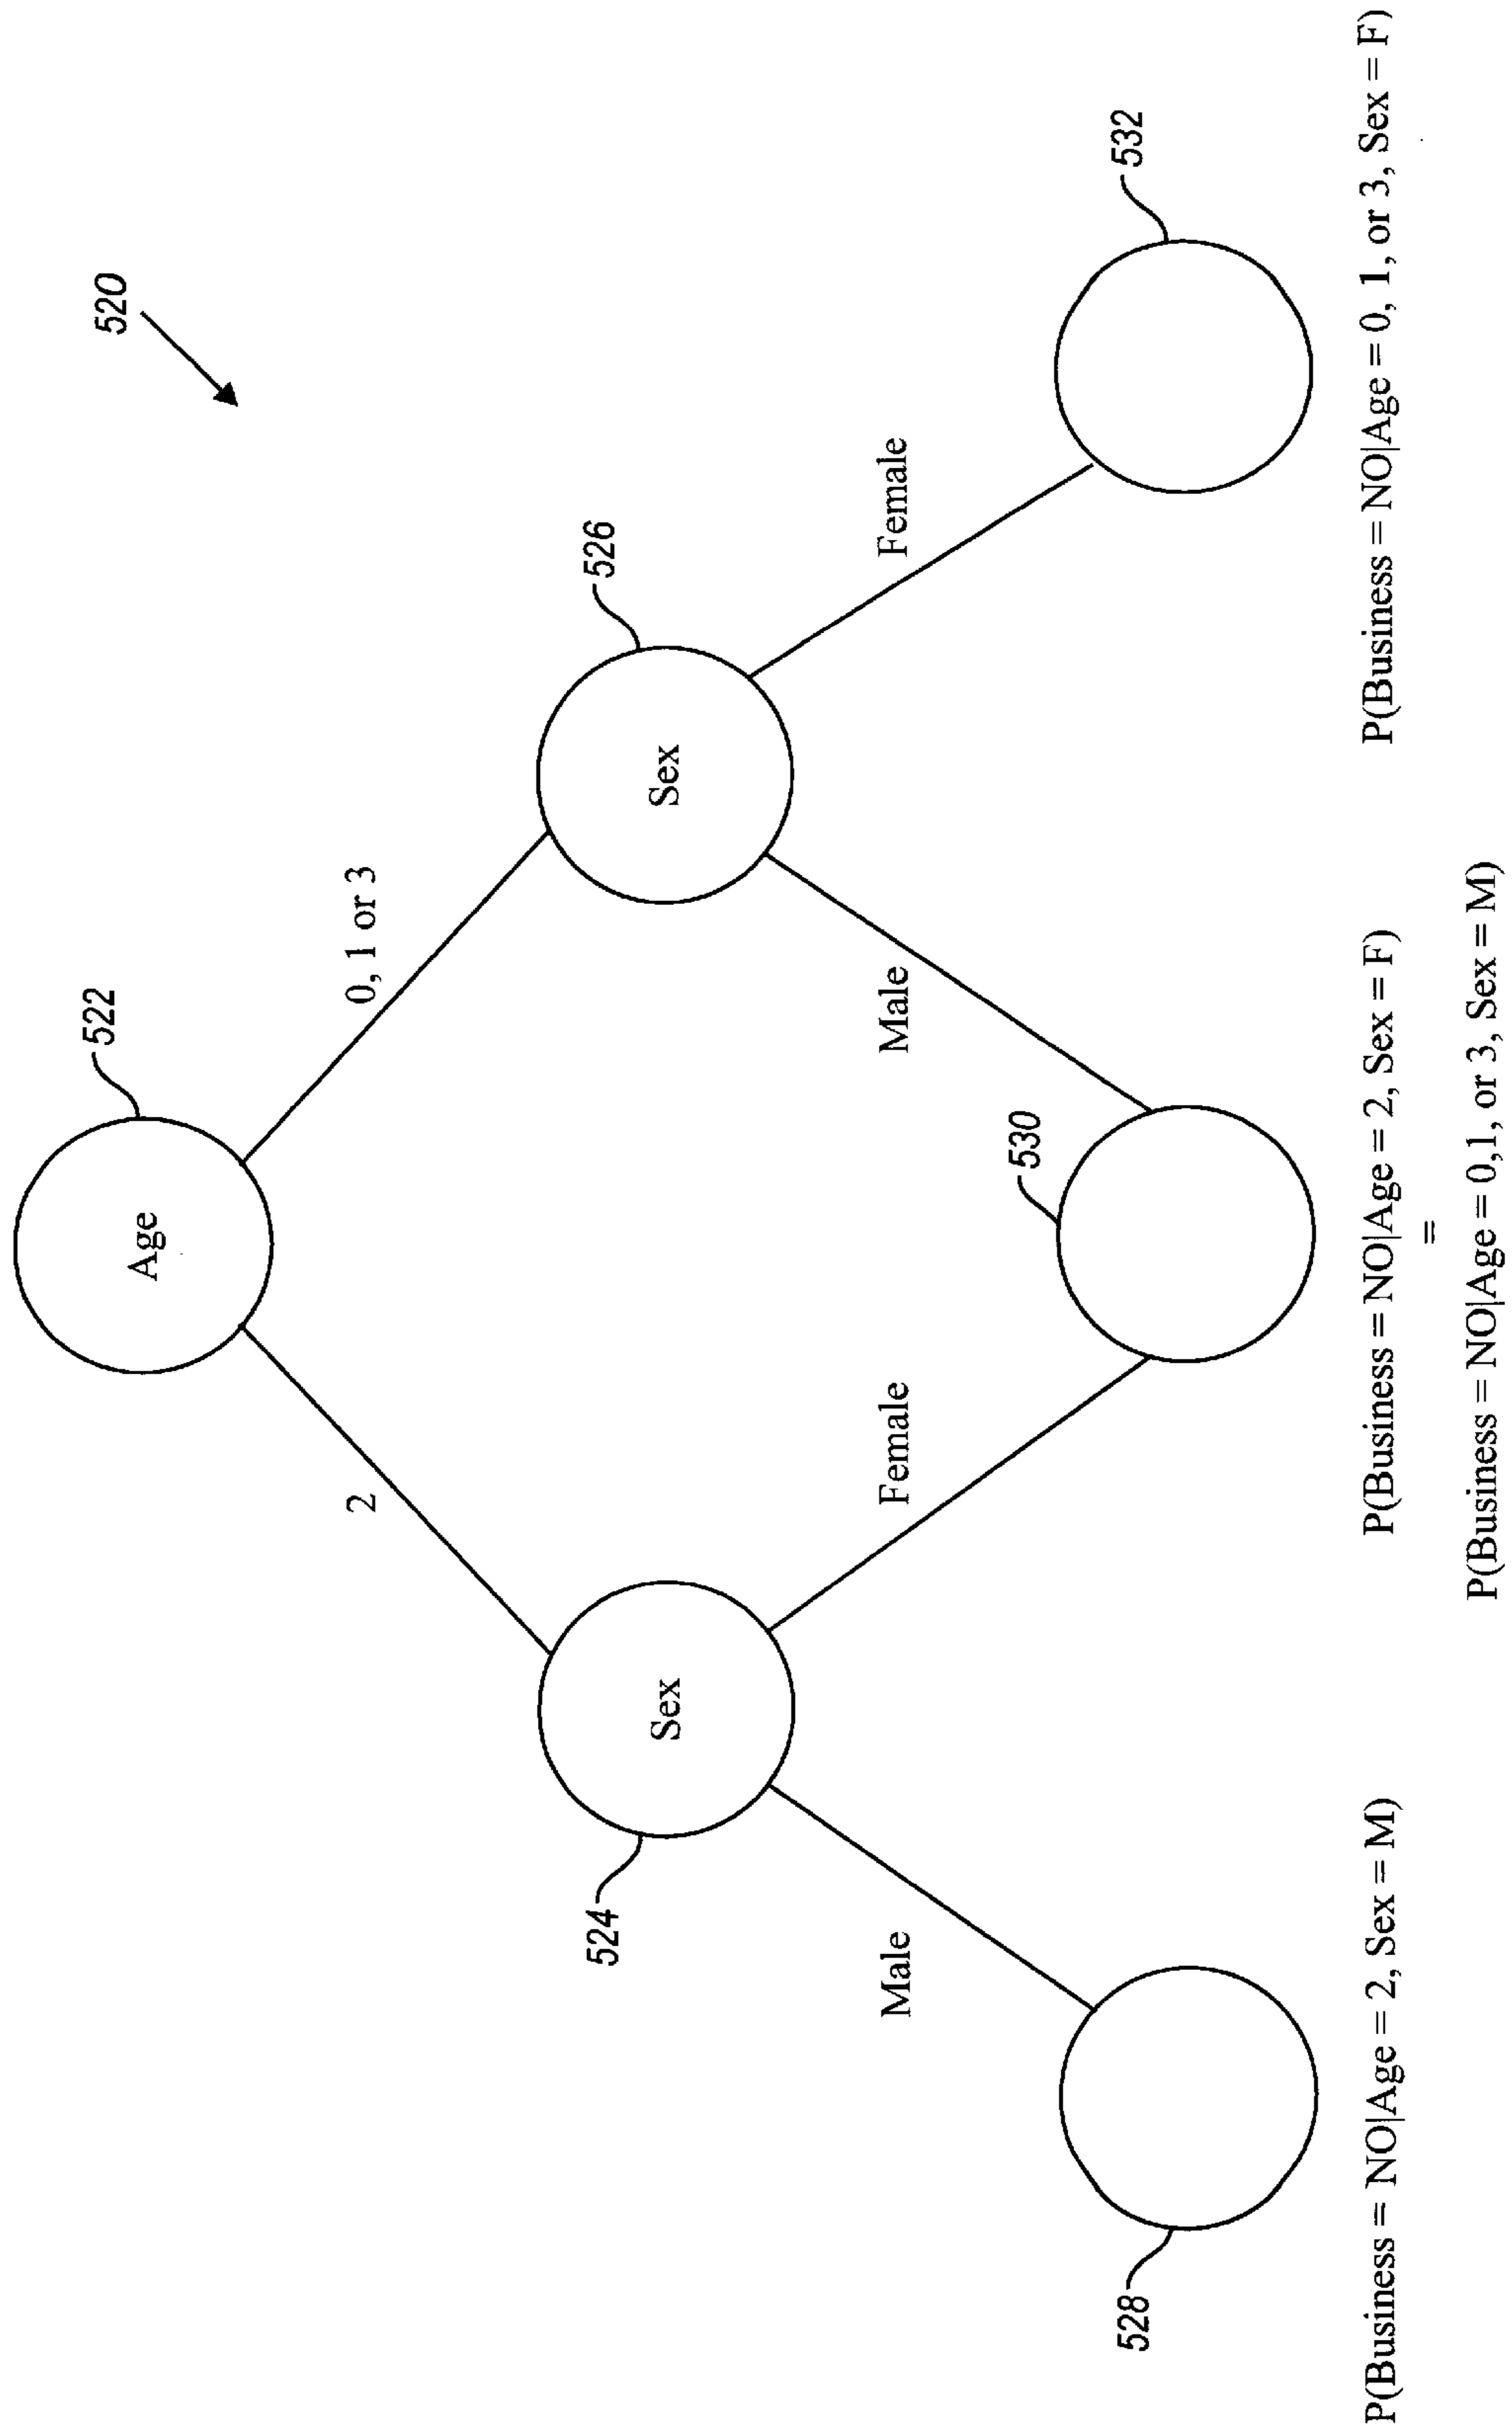 520
522
Age
2
0, 1 or 3
524
Sex
526
Sex
Male
Female
Male
Female
528
530
532
P(Business = NO|Age = 2, Sex = M)
P(Business = NO|Age = 2, Sex = F)
=
P(Business = NO|Age = 0,1, or 3, Sex = M)
P(Business = NO|Age = 0, 1, or 3, Sex = F)